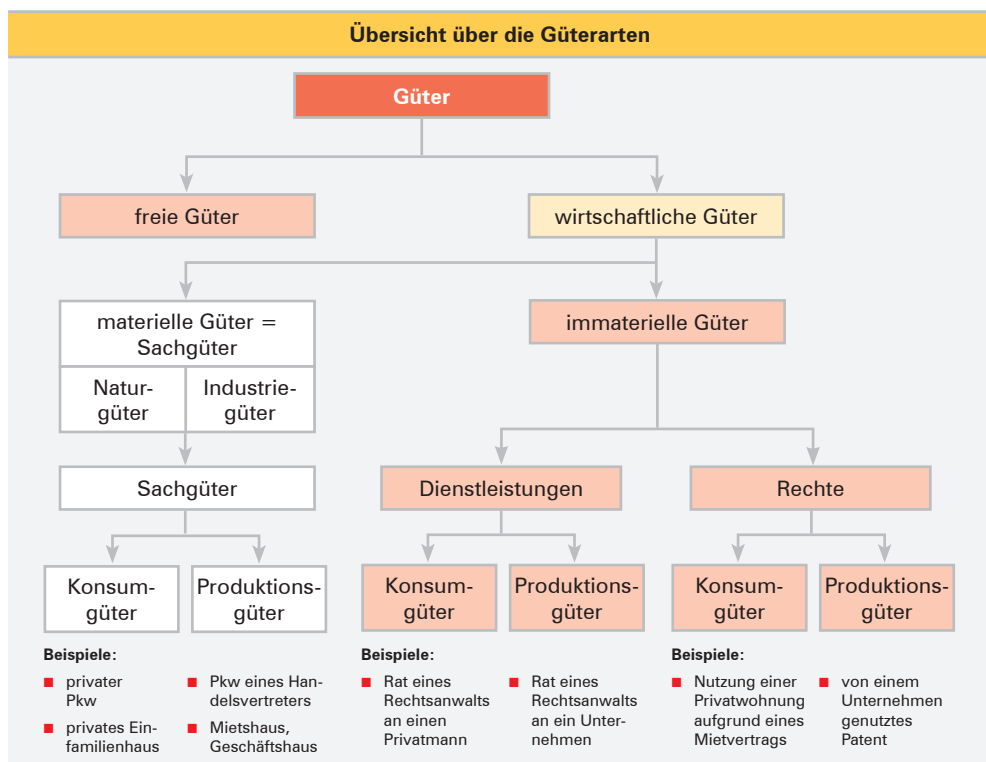 Übersicht über die Güterarten
Güter
freie Güter
wirtschaftliche Güter
materielle Güter =
Sachgüter
Natur-
güter
Industrie-
güter
immaterielle Güter
Sachgüter
Dienstleistungen
Rechte
Konsum-
güter
Produktions-
güter
Konsum-
güter
Produktions-
güter
Konsum-
güter
Produktions-
güter
Beispiele:
privater
Pkw
privates Ein-
familienhaus
Pkw eines Han-
delsvertreters
Mietshaus,
Geschäftshaus
Beispiele:
Rat eines
Rechtsanwalts
an einen
Privatmann
Rat eines
Rechtsanwalts
an ein Unter-
nehmen
Beispiele:
Nutzung einer
Privatwohnung
aufgrund eines
Mietvertrags
von einem
Unternehmen
genutztes
Patent